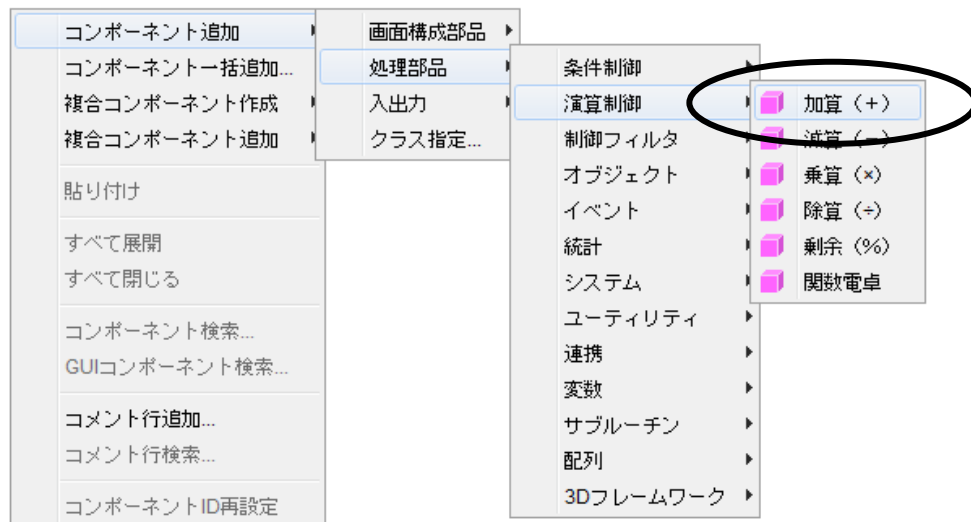 コンポーネント追加
コンポーネント一括追加...
複合コンポーネント作成
複合コンポーネント追加
貼り付け
すべて展開
すべて閉じる
コンポーネント検索...
GUIコンポーネント検索...
コメント行追加...
コメント行検索...
コンポーネントID再設定
画面構成部品
処理部品
入出力
クラス指定...
条件制御
演算制御
制御フィルタ
オブジェクト
イベント
統計
システム
ユーティリティ
連携
変数
サブルーチン
配列
3Dフレームワーク
加算（+）
減算（-）
乗算（×）
除算（÷）
剰余（%）
関数電卓